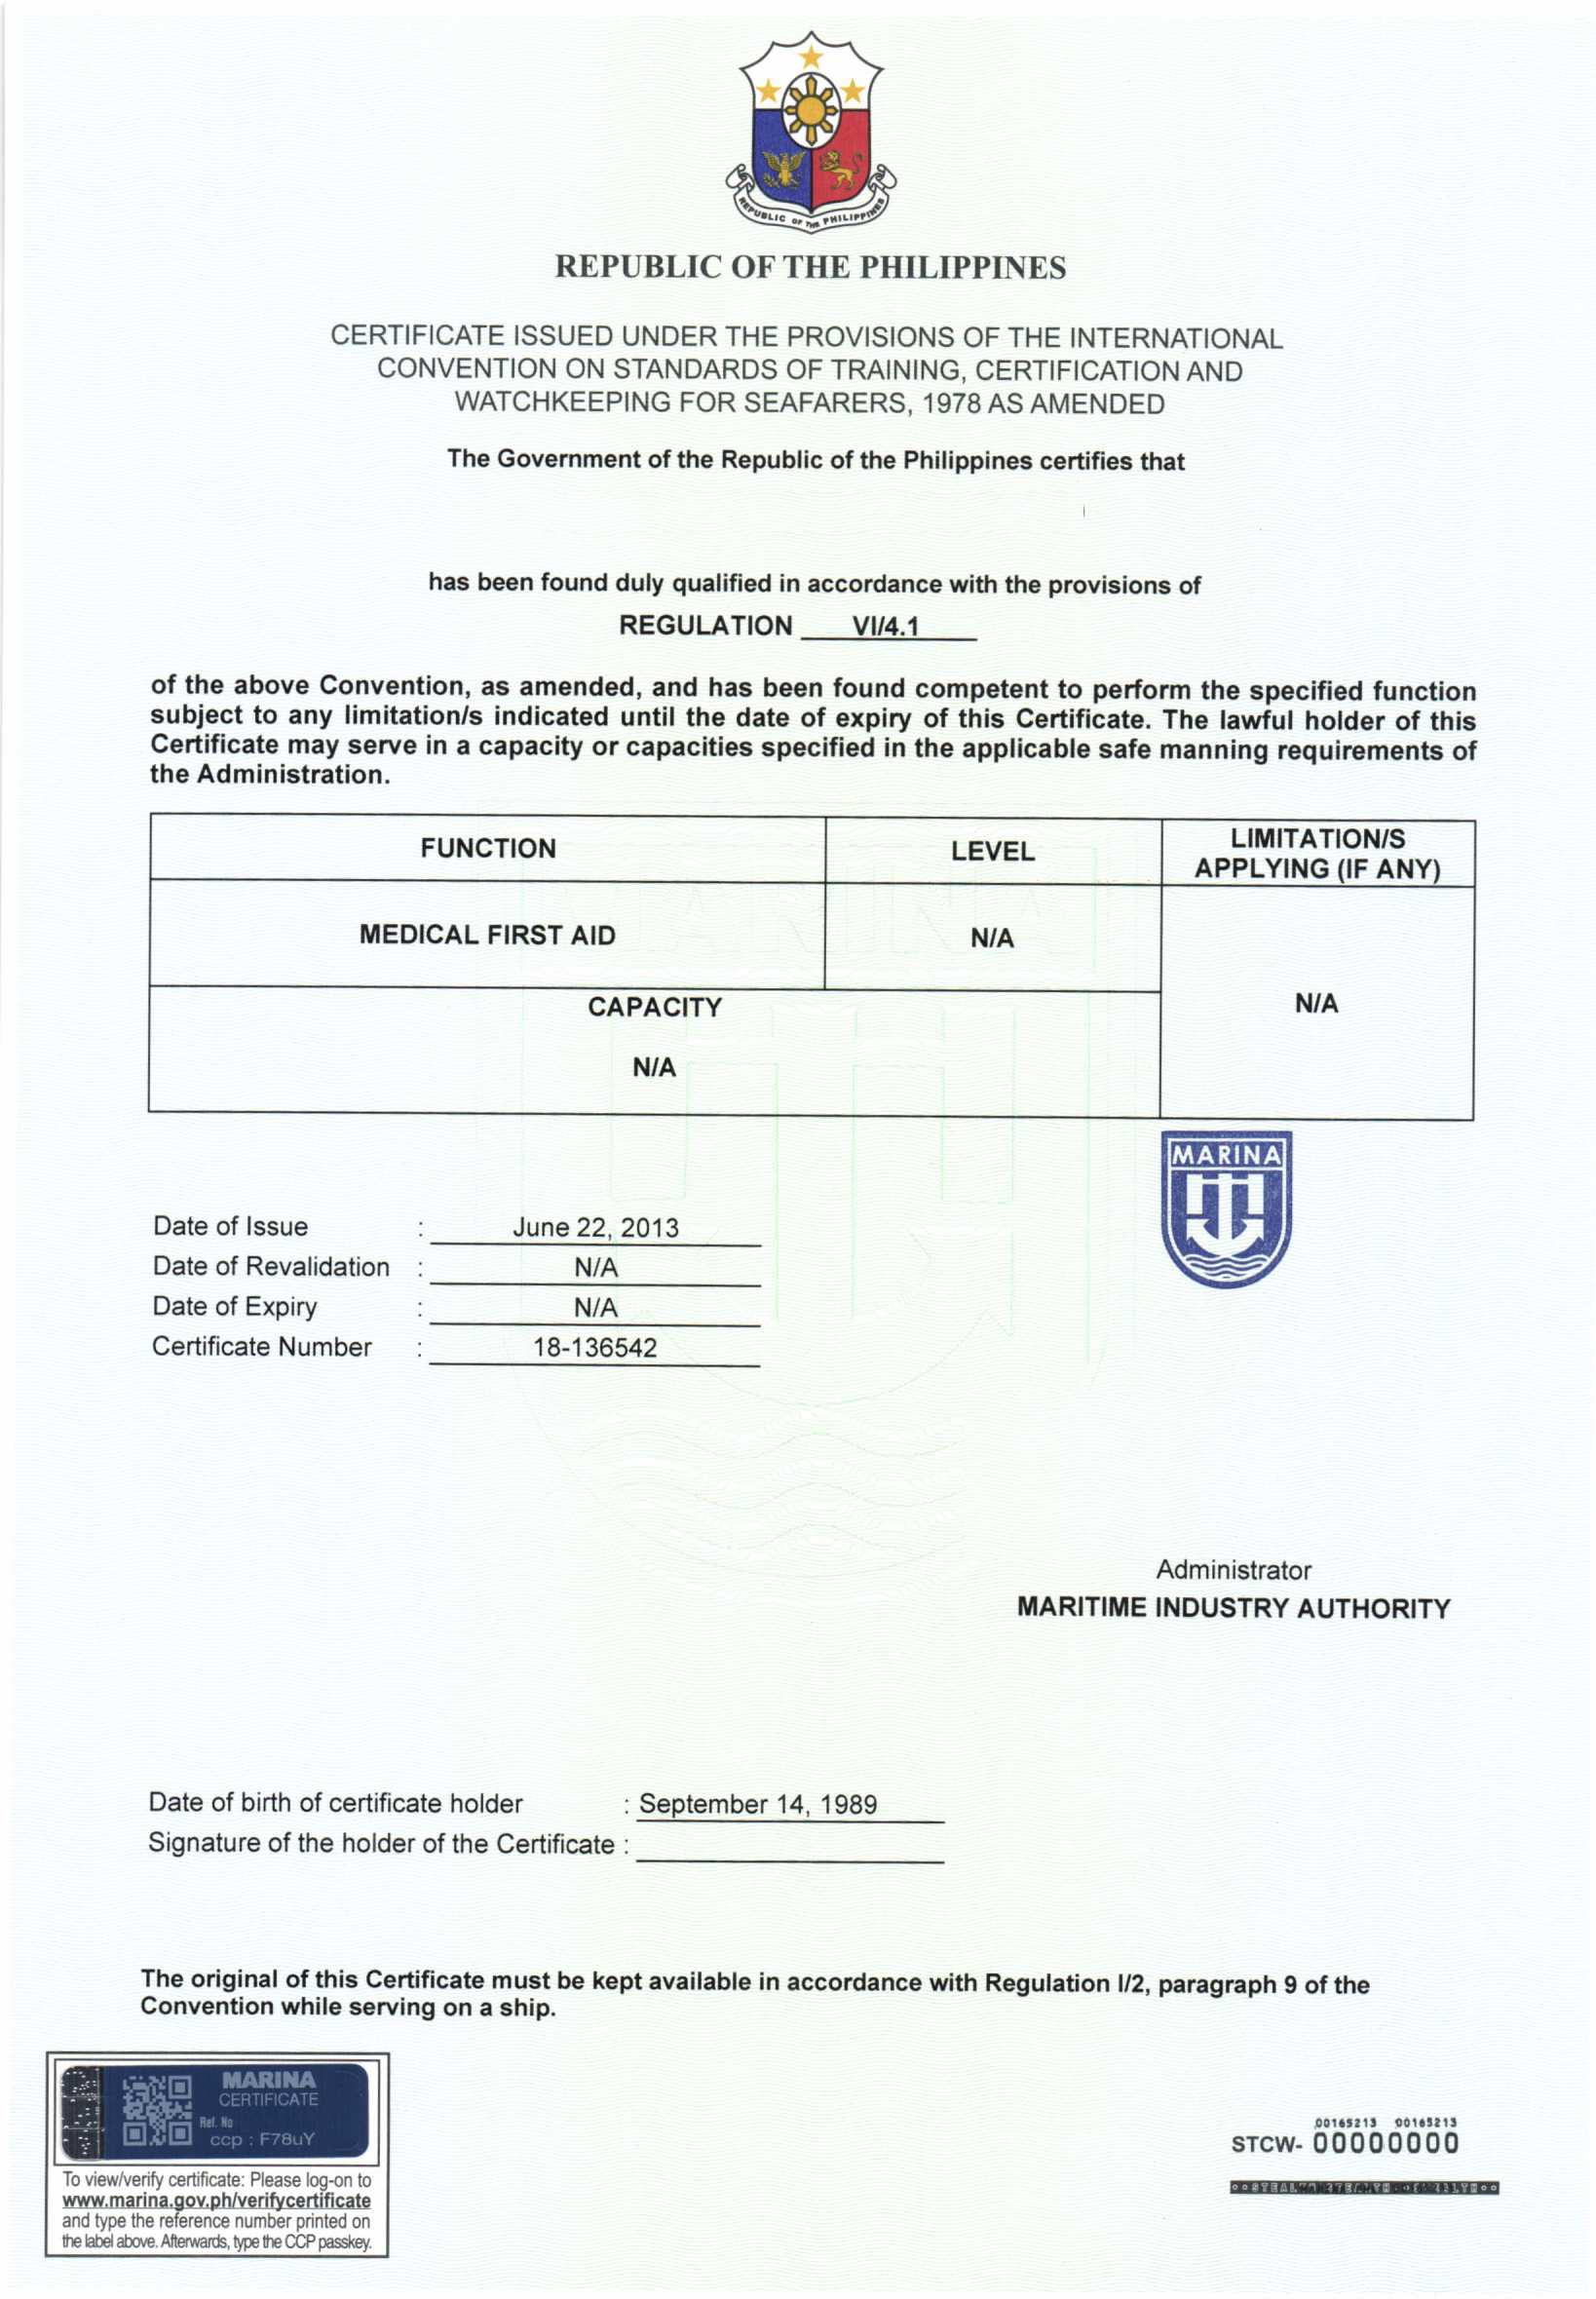 REPUBLIC OF THE PHILIPPINES
REPUBLIC OF THE PHILIPPINES
CERTIFICATE ISSUED UNDER THE PROVISIONS OF THE INTERNATIONAL
CONVENTION ON STANDARDS OF TRAINING, CERTIFICATION AND
WATCHKEEPING FOR SEAFARERS, 1978 AS AMENDED
The Government of the Republic of the Philippines certifies that
has been found duly qualified in accordance with the provisions of
REGULATION VI/4.1
of the above Convention, as amended, and has been found competent to perform the specified function
subject to any limitation/s indicated until the date of expiry of this Certificate. The lawful holder of this
Certificate may serve in a capacity or capacities specified in the applicable safe manning requirements of
the Administration.
FUNCTION LEVEL LIMITATION/S
APPLYING (IF ANY)
MEDICAL FIRST AID N/A
N/A
CAPACITY
N/A
MARINA
Date of Issue : June 22, 2013
Date of Revalidation : N/A
Date of Expiry : N/A
Certificate Number : 18-136542
Administrator
MARITIME INDUSTRY AUTHORITY
Date of birth of certificate holder : September 14, 1989
Signature of the holder of the Certificate :
The original of this Certificate must be kept available in accordance with Regulation I/2, paragraph 9 of the
Convention while serving on a ship.
MARINA
CERTIFICATE
Ref. No
ccp : F78uY
To view/verify certificate: Please log-on to
www.marina.gov.ph/verifycertificate
and type the reference number printed on
the label above. Afterwards, type the CCP passkey.
00165213 00165213
STCW- 00000000